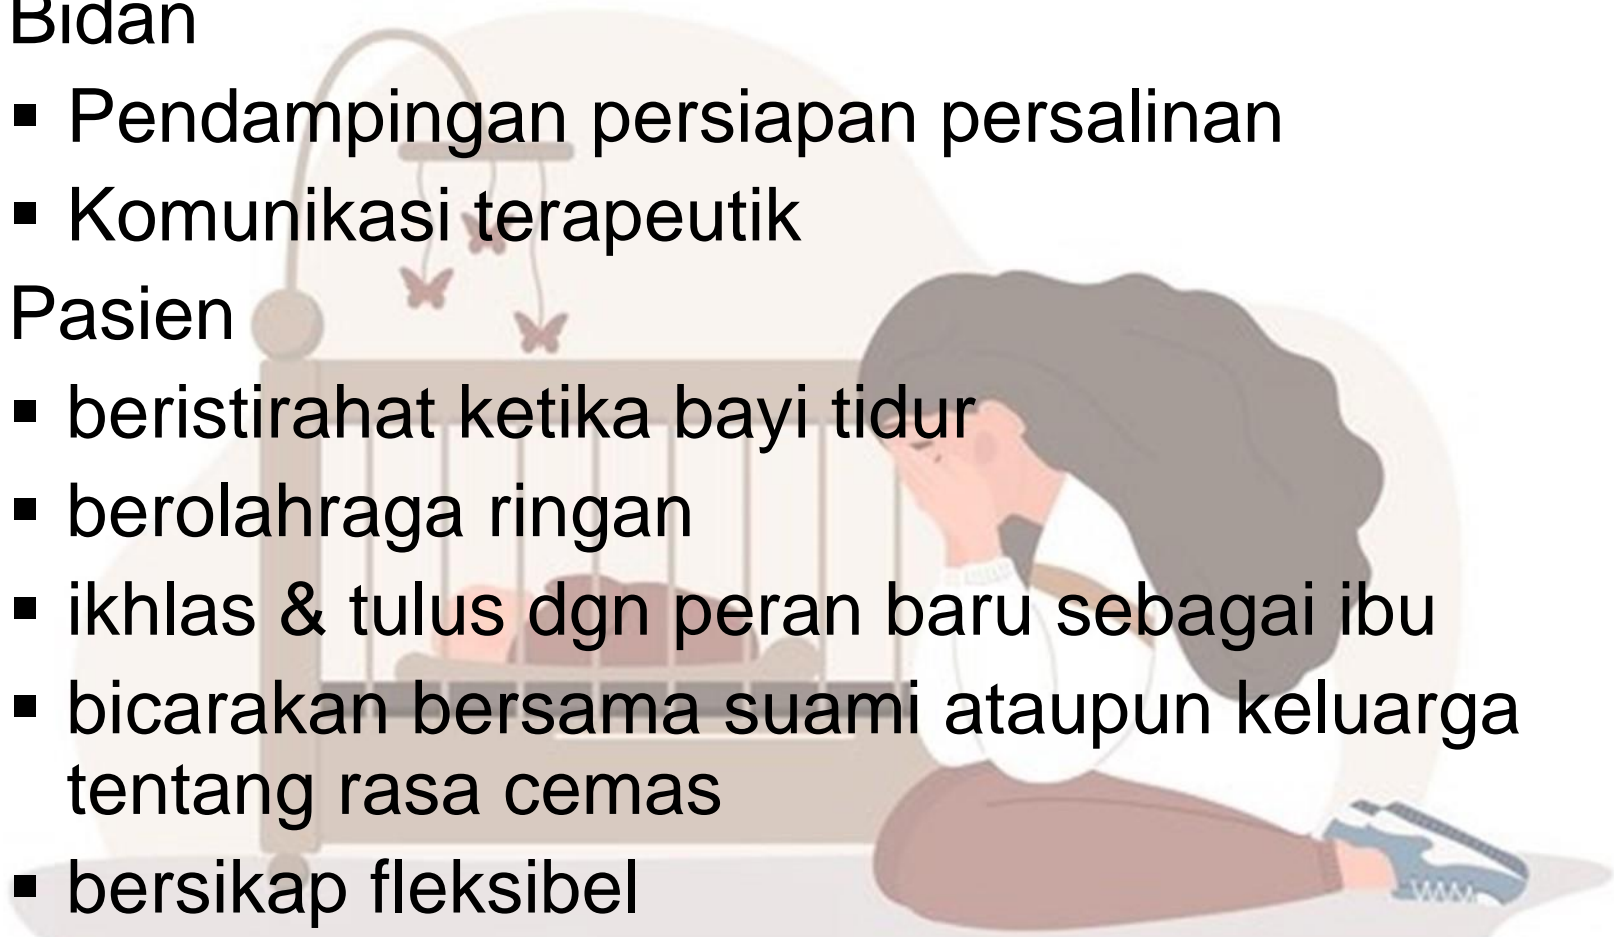 Bidan
▪ Pendampingan persiapan persalinan
▪ Komunikasi terapeutik
Pasien
▪ beristirahat ketika bayi tidur
▪ berolahraga ringan
▪ ikhlas & tulus dgn peran baru sebagai ibu
▪ bicarakan bersama suami ataupun keluarga
tentang rasa cemas
▪ bersikap fleksibel